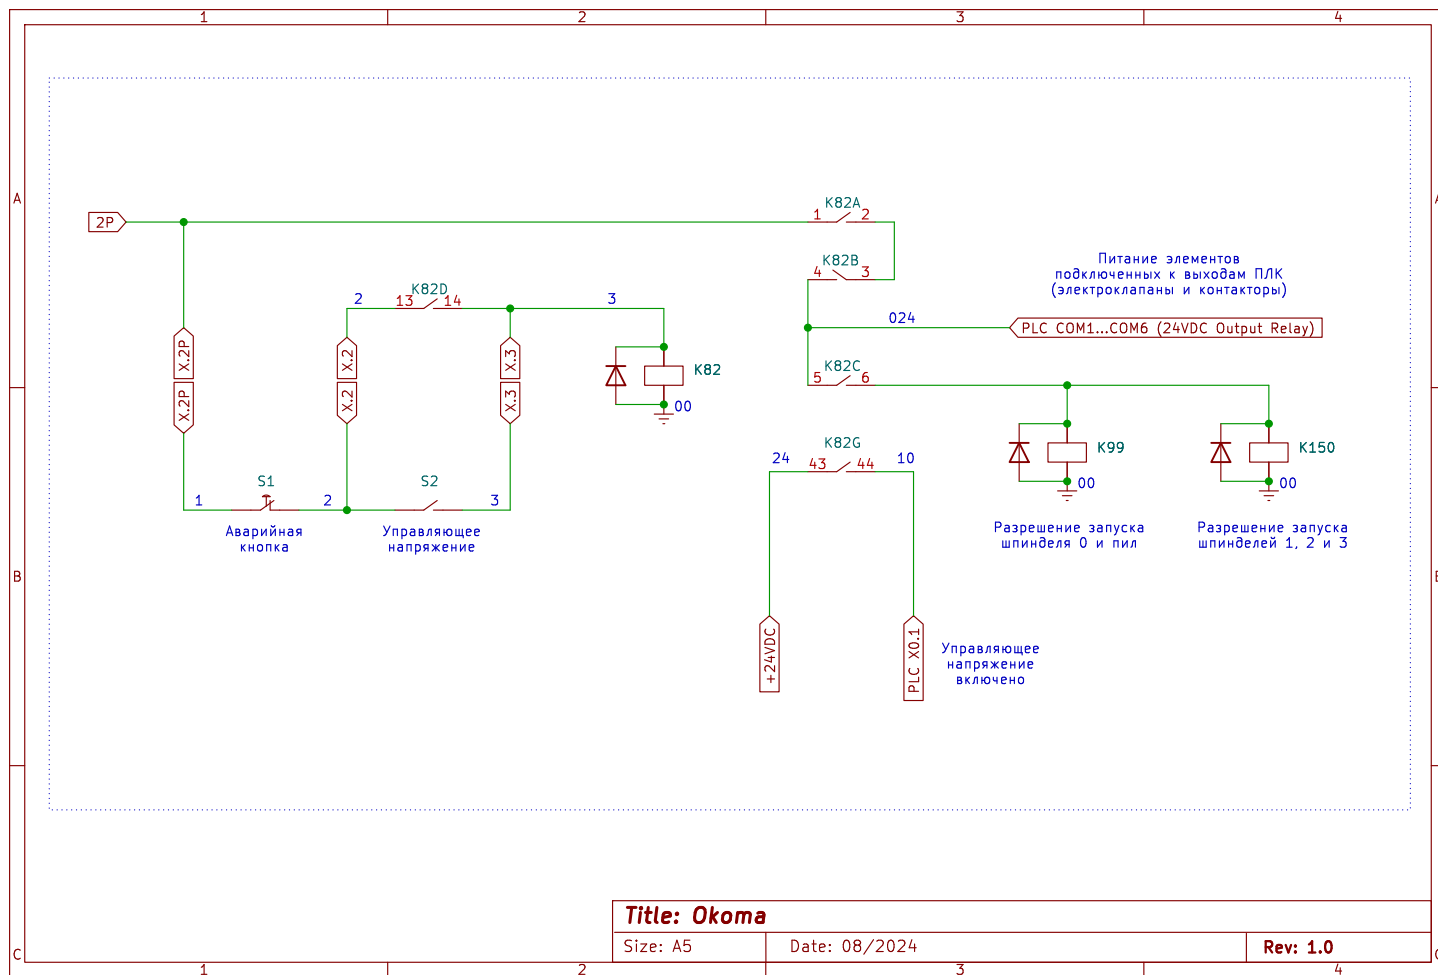 1 2 3 4
A
2P
K82A
1 2
K82B
4 3
Питание элементов
подключенных к выходам ПЛК
(электроклапаны и контакторы)
K82D
2 13 14 3
024
PLC COM1...COM6 (24VDC Output Relay)
X.2P
X.2
X.3
K82
K82C
5 6
X.2P
X.2
X.3
00
K82G
24 43 44 10
K99
K150
00
00
S1
S2
1 2 3
Аварийная
кнопка
Управляющее
напряжение
Разрешение запуска
шпинделя 0 и пил
Разрешение запуска
шпинделей 1, 2 и 3
B
+24VDC
PLC X0.1
Управляющее
напряжение
включено
Title: Okoma
Size: A5 Date: 08/2024 Rev: 1.0
C
1 2 3 4